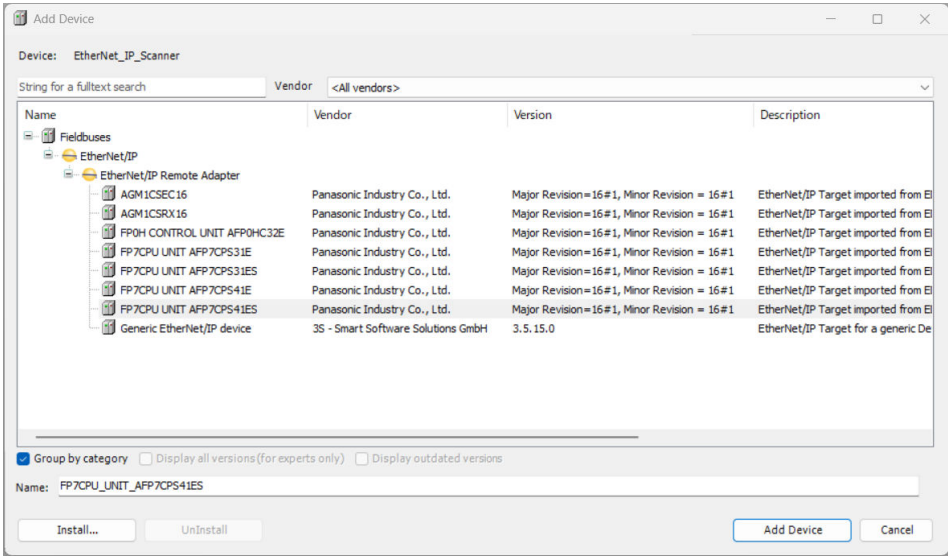 Add Device
Device: EtherNet_IP_Scanner
String for a fulltext search Vendor <All vendors>
Name Vendor Version Description
Fieldbuses
EtherNet/IP
EtherNet/IP Remote Adapter
AGM1CSEC16 Panasonic Industry Co., Ltd. Major Revision=16#1, Minor Revision = 16#1 EtherNet/IP Target imported from EI
AGM1CSRX16 Panasonic Industry Co., Ltd. Major Revision=16#1, Minor Revision = 16#1 EtherNet/IP Target imported from EI
FP0H CONTROL UNIT AFP0HC32E Panasonic Industry Co., Ltd. Major Revision=16#1, Minor Revision = 16#1 EtherNet/IP Target imported from EI
FP7CPU UNIT AFP7CPS31E Panasonic Industry Co., Ltd. Major Revision=16#1, Minor Revision = 16#1 EtherNet/IP Target imported from EI
FP7CPU UNIT AFP7CPS31ES Panasonic Industry Co., Ltd. Major Revision=16#1, Minor Revision = 16#1 EtherNet/IP Target imported from EI
FP7CPU UNIT AFP7CPS41E Panasonic Industry Co., Ltd. Major Revision=16#1, Minor Revision = 16#1 EtherNet/IP Target imported from EI
FP7CPU UNIT AFP7CPS41ES Panasonic Industry Co., Ltd. Major Revision=16#1, Minor Revision = 16#1 EtherNet/IP Target imported from EI
Generic EtherNet/IP device 3S - Smart Software Solutions GmbH 3.5.15.0 EtherNet/IP Target for a generic De
Group by category Display all versions (for experts only) Display outdated versions
Name: FP7CPU_UNIT_AFP7CPS41ES
Install... UnInstall Add Device Cancel